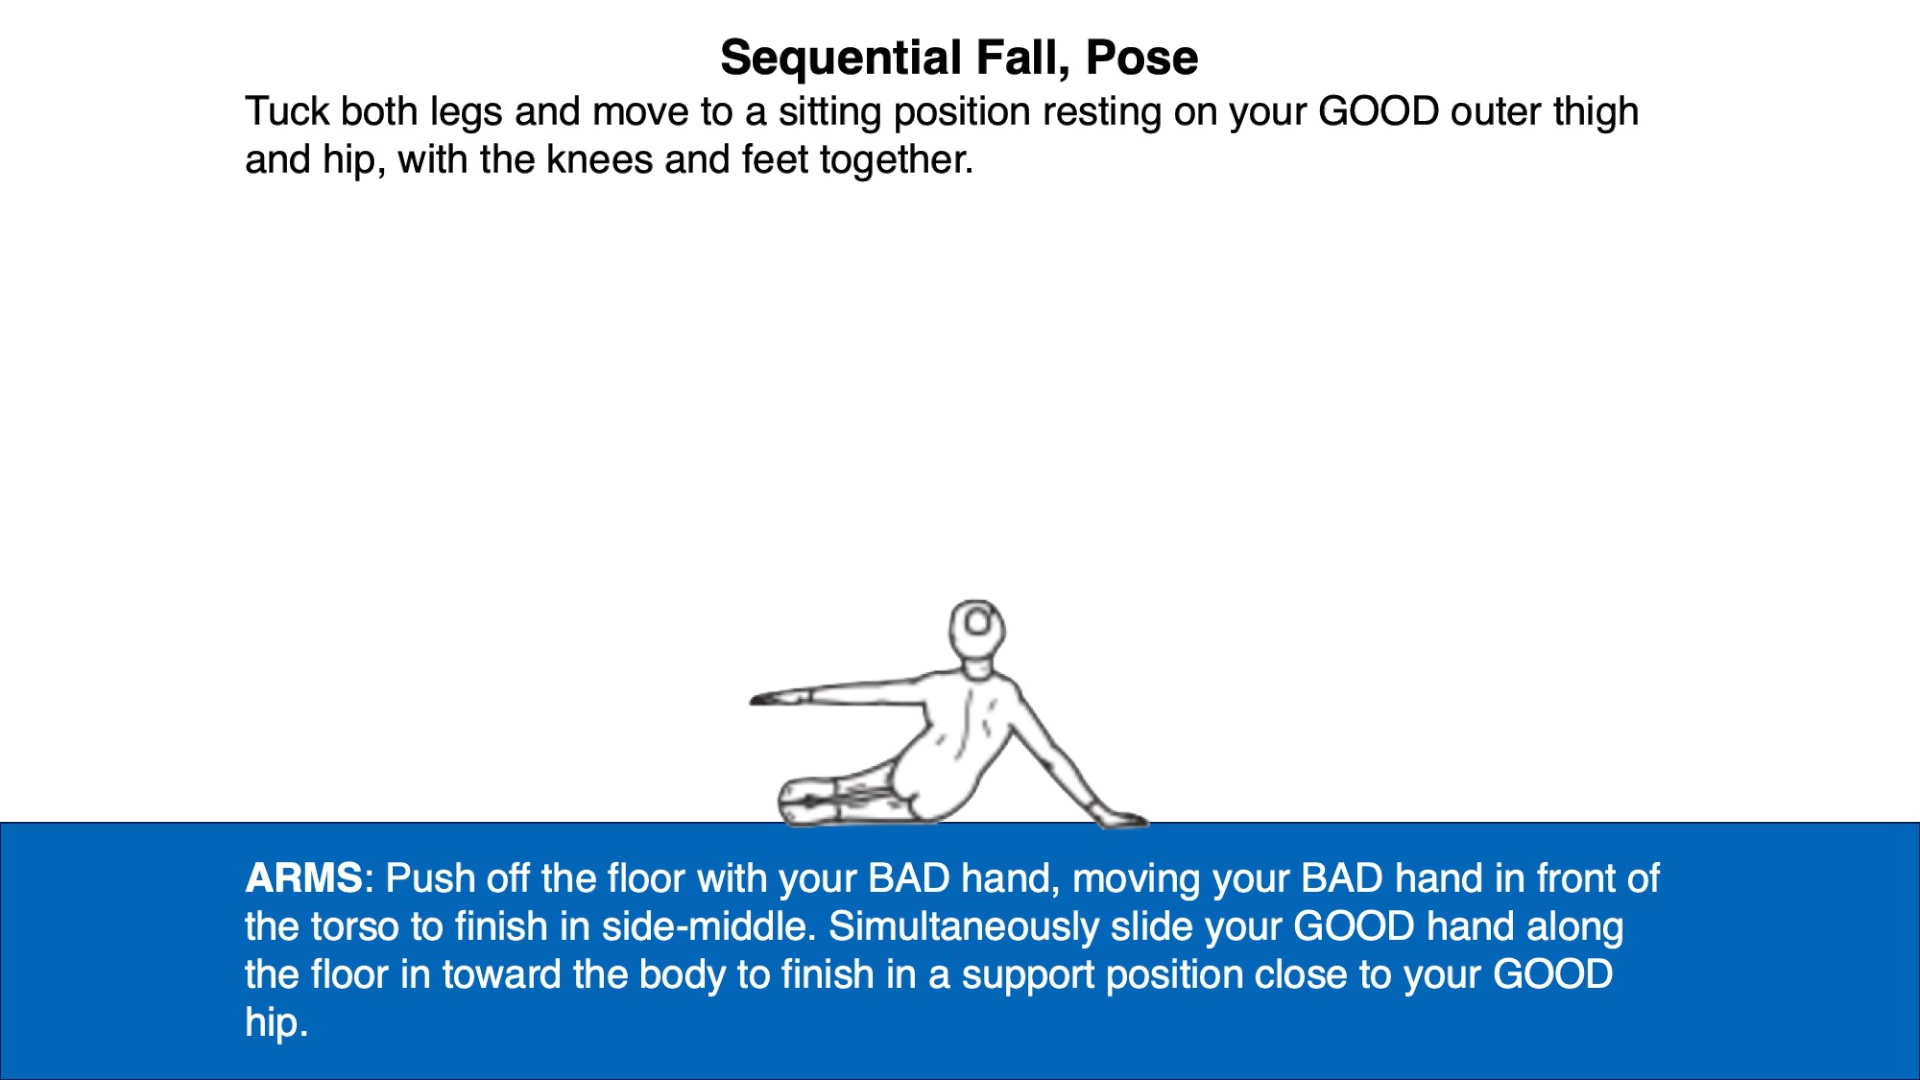 Sequential Fall, Pose
Tuck both legs and move to a sitting position resting on your GOOD outer thigh
and hip, with the knees and feet together.
ARMS: Push off the floor with your BAD hand, moving your BAD hand in front of
the torso to finish in side-middle. Simultaneously slide your GOOD hand along
the floor in toward the body to finish in a support position close to your GOOD
hip.